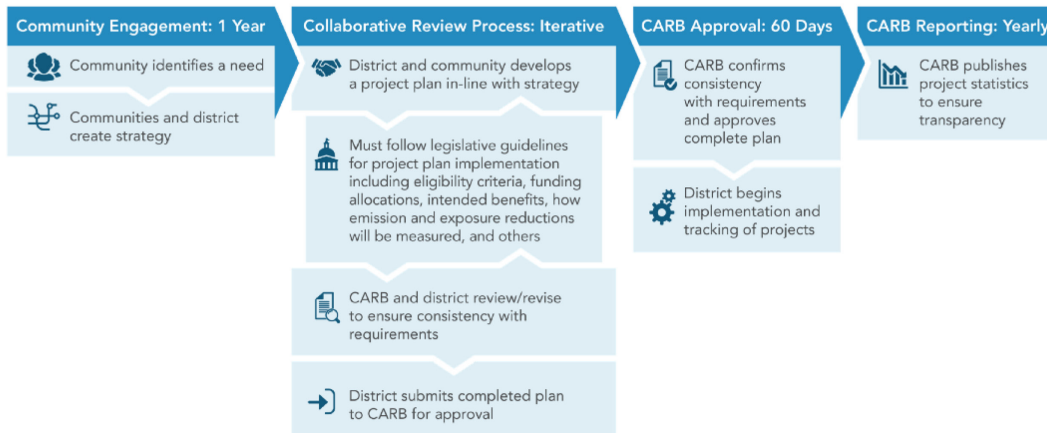 Community Engagement: 1 Year
Community identifies a need
Communities and district
create strategy
Collaborative Review Process: Iterative
District and community develops
a project plan in-line with strategy
Must follow legislative guidelines
for project plan implementation
including eligibility criteria, funding
allocations, intended benefits, how
emission and exposure reductions
will be measured, and others
CARB and district review/revise
to ensure consistency with
requirements
District submits completed plan
to CARB for approval
CARB Approval: 60 Days
CARB confirms
consistency
with requirements
and approves
complete plan
District begins
implementation and
tracking of projects
CARB Reporting: Yearly
CARB publishes
project statistics
to ensure
transparency